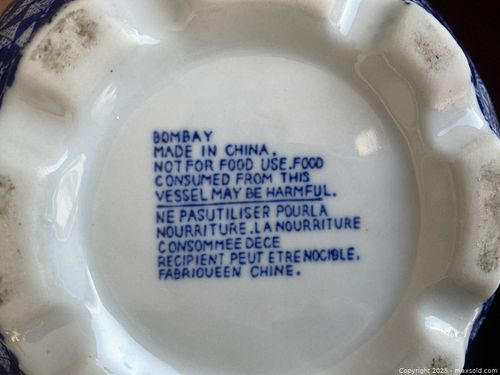 BOMBAY
MADE IN CHINA.
NOT FOR FOOD USE.FOOD
CONSUMED FROM THIS
VESSEL MAY BE HARMFUL.
NE PASUTILISER POURLA
NOURRITURE.LA NOURRITURE
CONSOMMEE DECE
RECIPIENT PEUT ETRENOCIBLE.
FABRIQUEEN CHINE.
Copyright 2025 - maxsold.com